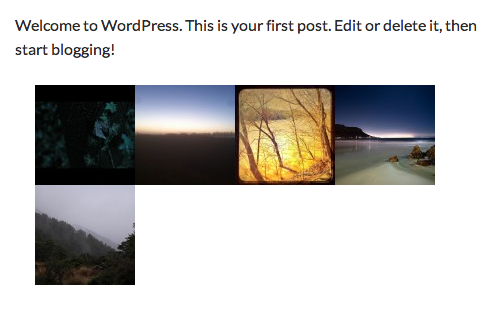 Welcome to WordPress. This is your first post. Edit or delete it, then
start blogging!